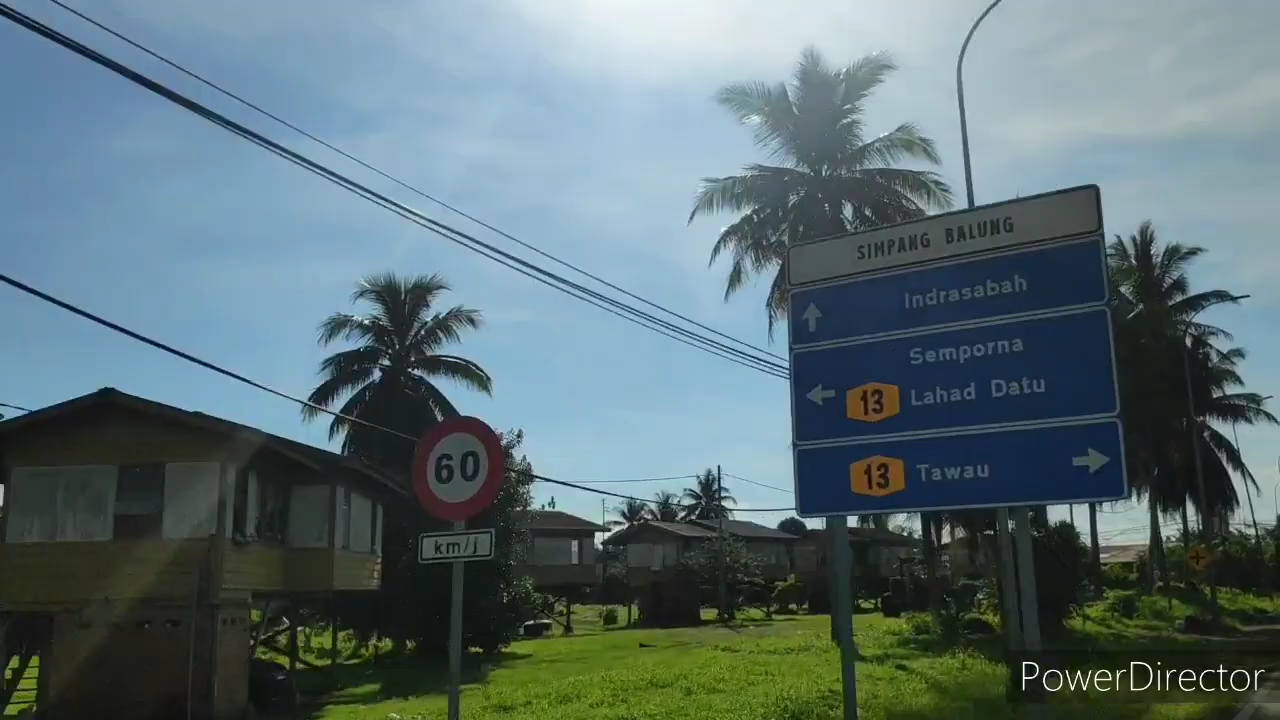 SIMPANG BALUNG
Indrasabah
Semporna
13 Lahad Datu
13 Tawau
60
km/j
PowerDirector